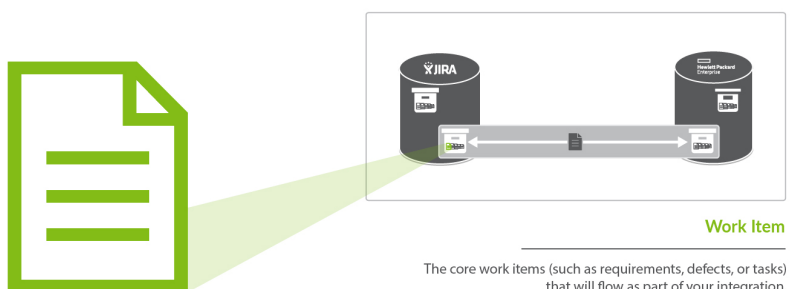 JIRA
Hewlett Packard
Enterprise
Work Item
The core work items (such as requirements, defects, or tasks)
that will flow as part of your integration.